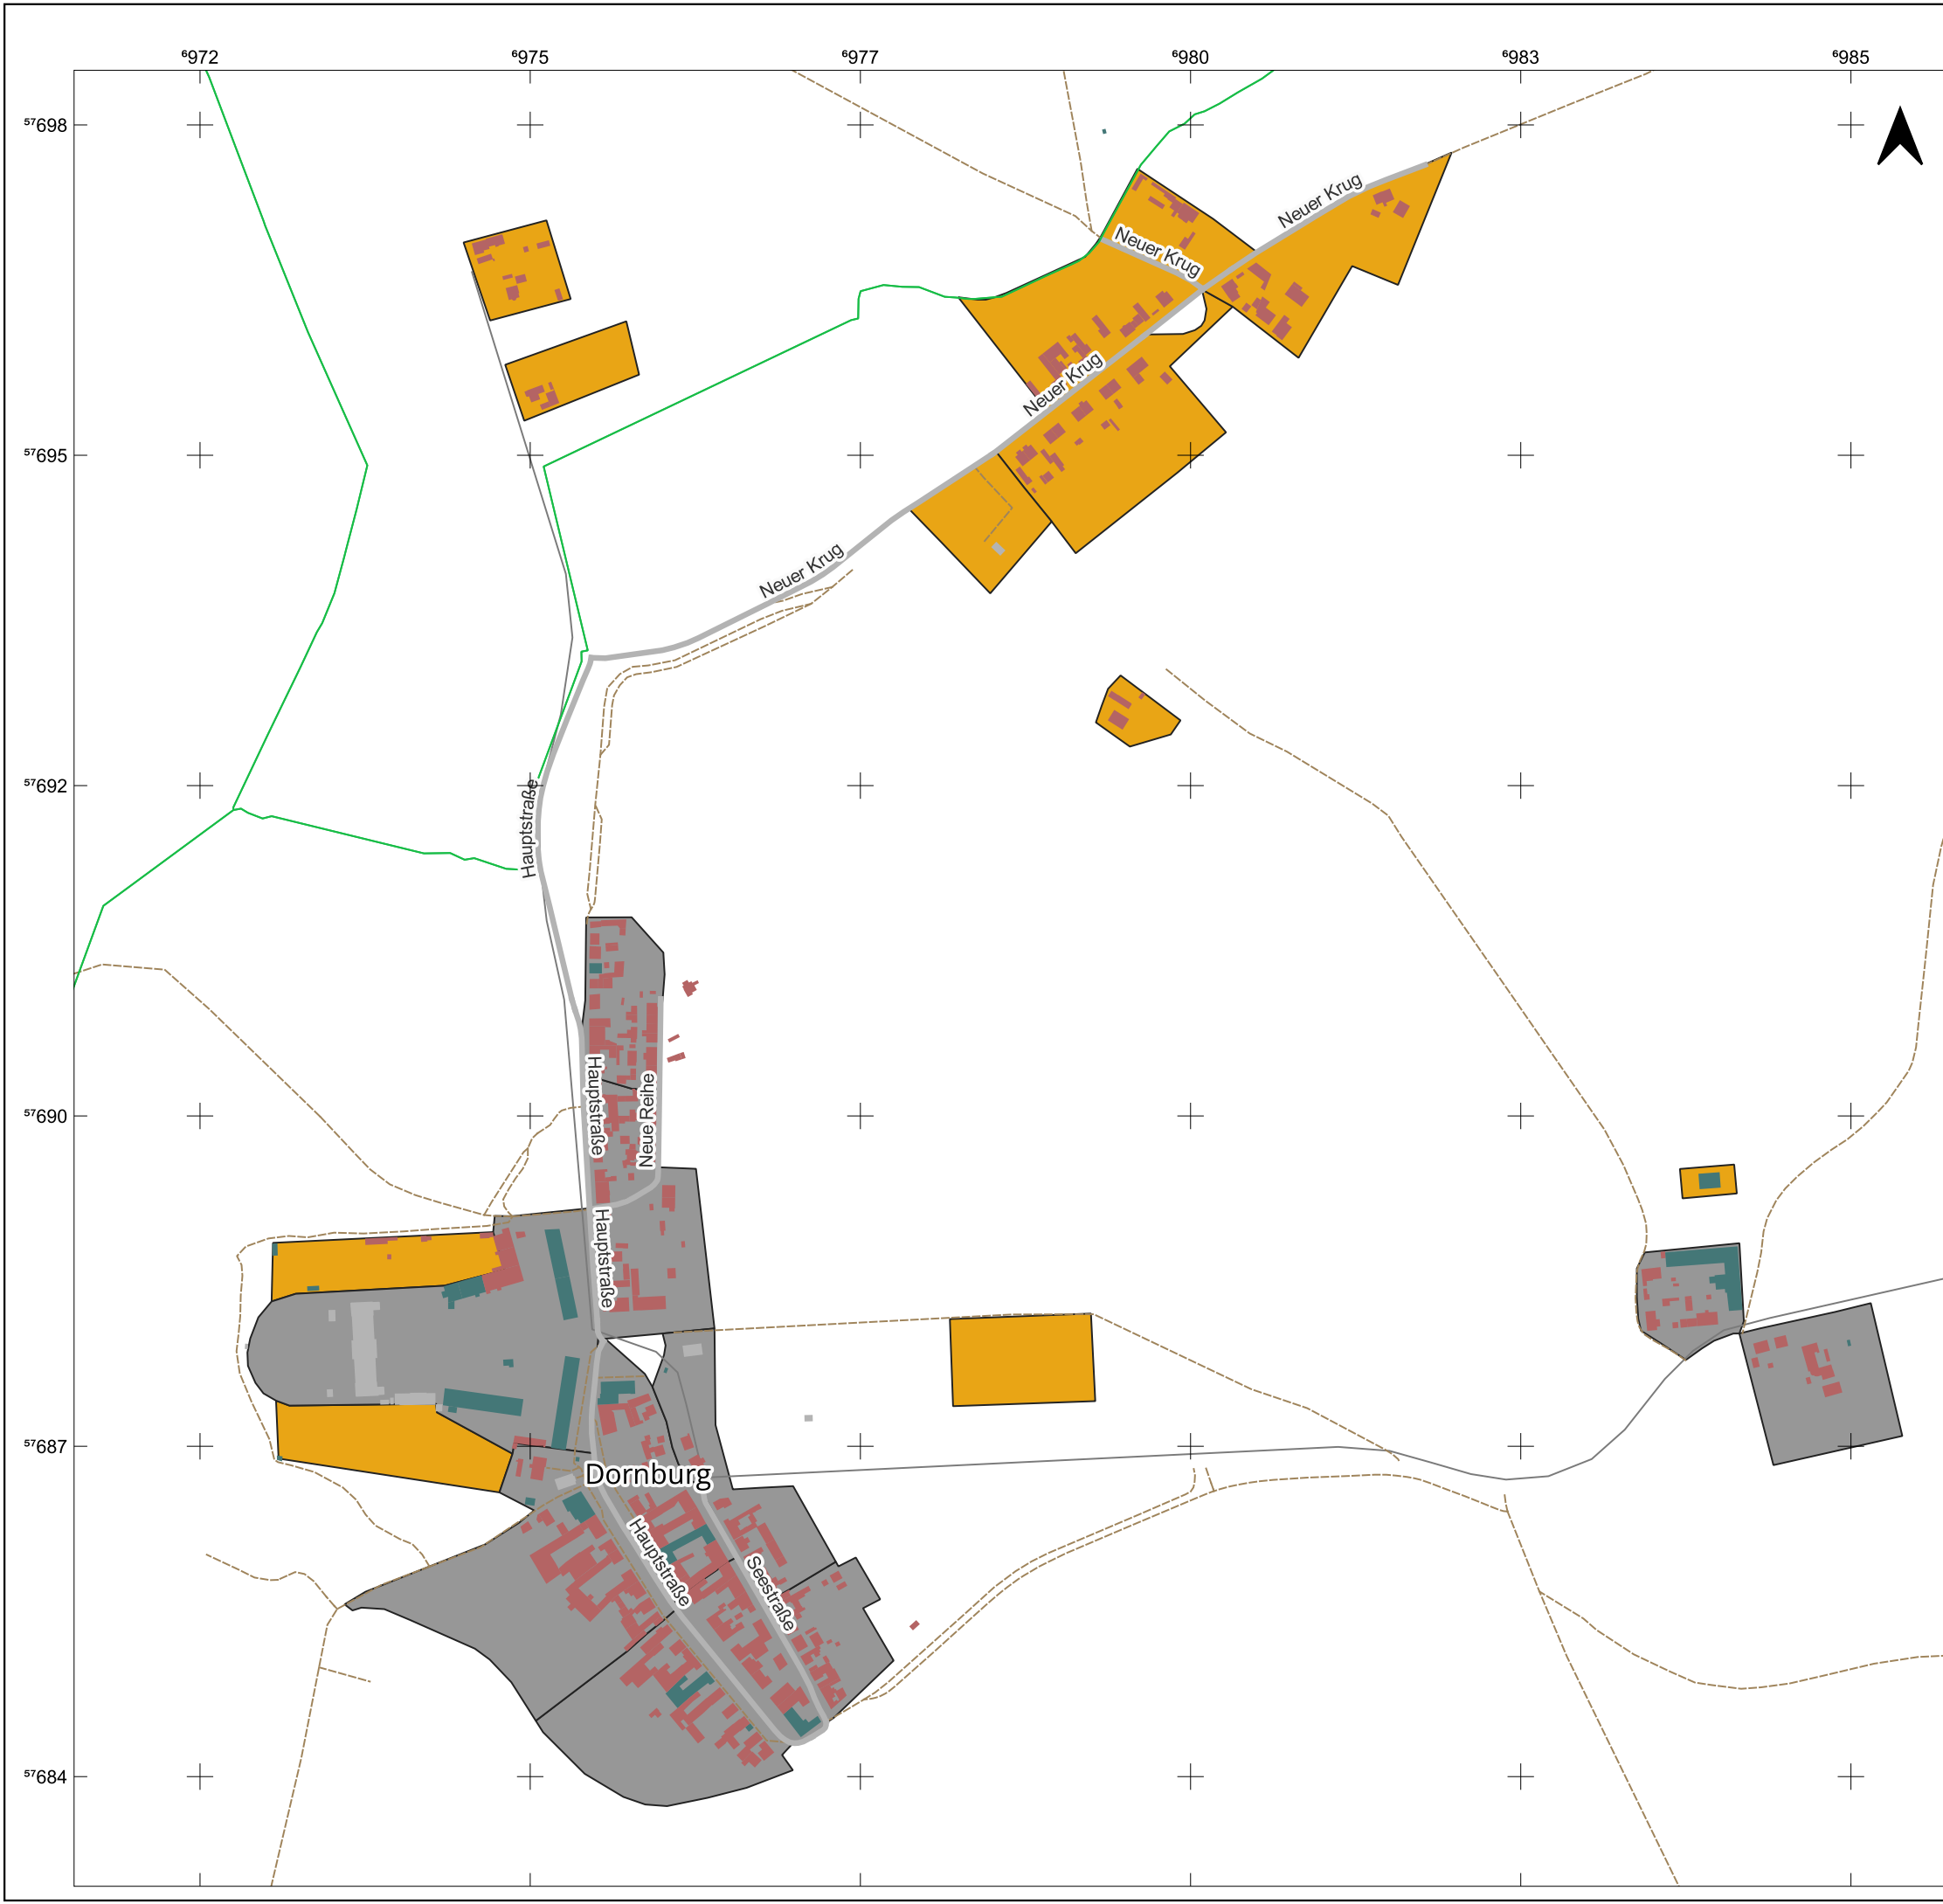 ⁶972 ⁶975 ⁶977 ⁶980 ⁶983 ⁶985
⁵⁷698
Neuer Krug
Neuer Krug
Neuer Krug
⁵⁷695
Neuer Krug
⁵⁷692
Hauptstraße
⁵⁷690
Hauptstraße
Neue Reihe
Hauptstraße
⁵⁷687
Dornburg
Hauptstraße
Seestraße
⁵⁷684